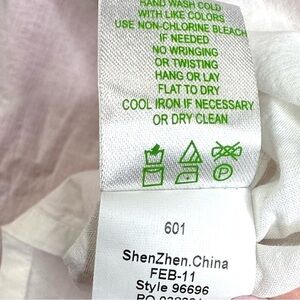 HAND WASH COLD
WITH LIKE COLORS
USE NON-CHLORINE BLEACH
IF NEEDED
NO WRINGING
OR TWISTING
HANG OR LAY
FLAT TO DRY
COOL IRON IF NECESSARY
OR DRY CLEAN
P
601
ShenZhen.China
FEB-11
Style 96696
PO